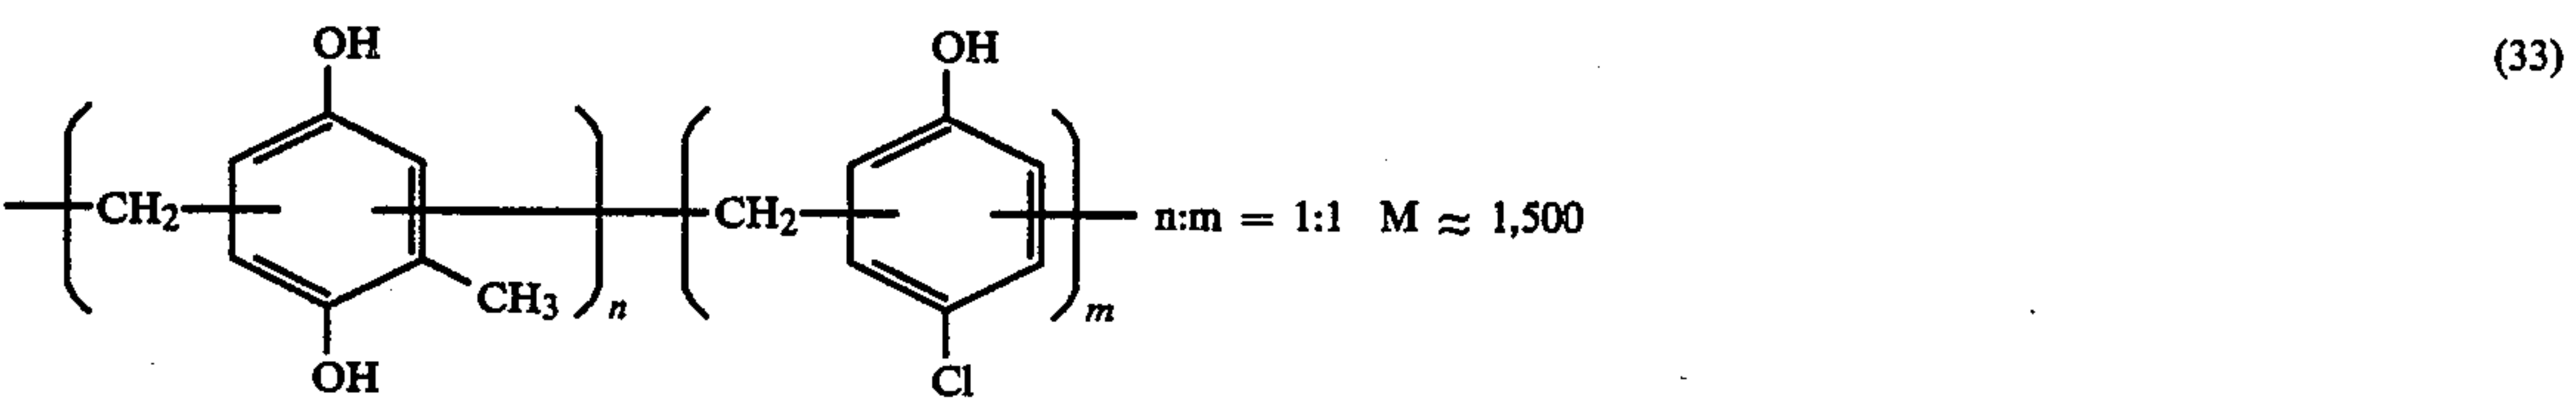 OH OH (33)
CH2 CH2 n:m = 1:1 M ≈ 1,500
CH3 n m
OH Cl